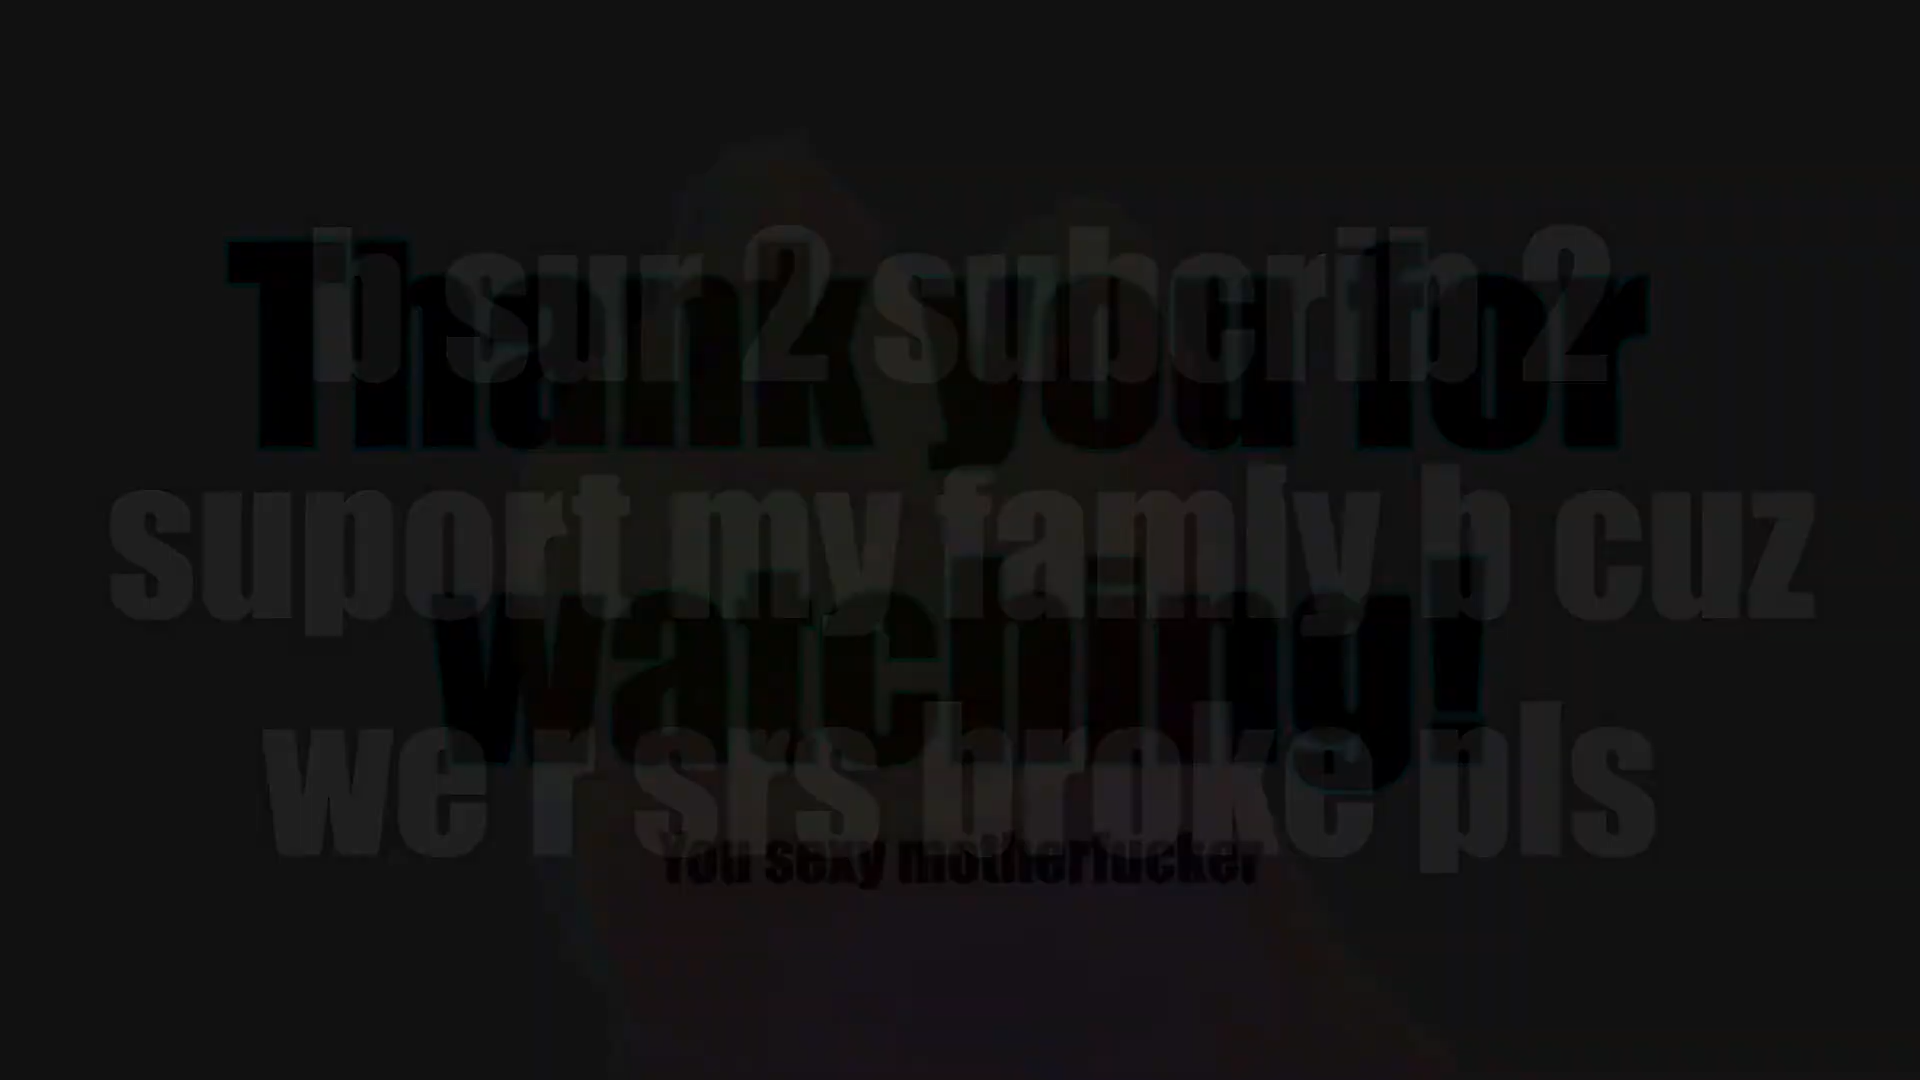 b sur 2 subcrib 2
suport my famly b cuz
we r srs broke pls
Thank you for
watching!
You sexy motherfucker